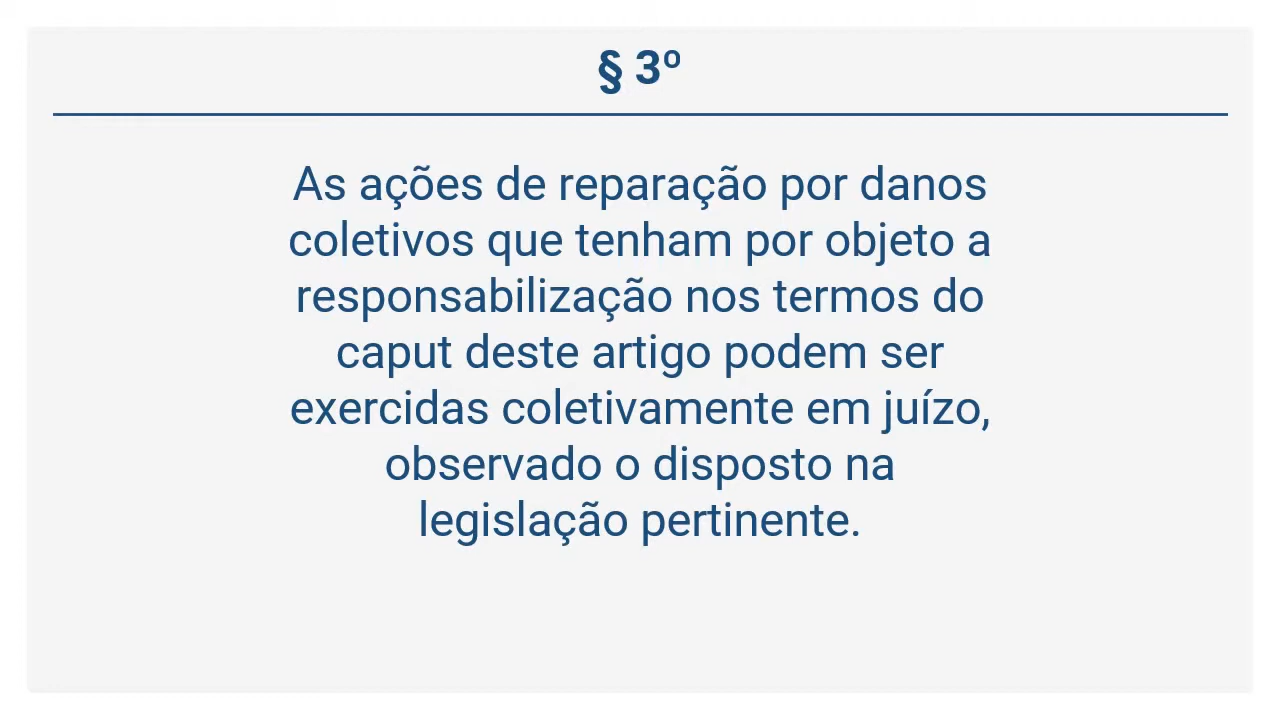 § 3º
As ações de reparação por danos
coletivos que tenham por objeto a
responsabilização nos termos do
caput deste artigo podem ser
exercidas coletivamente em juízo,
observado o disposto na
legislação pertinente.